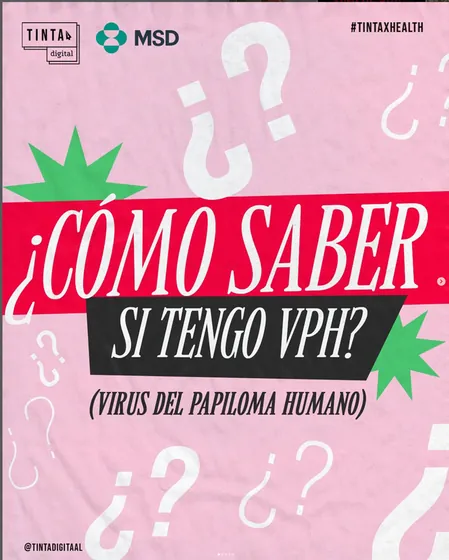 TINTA
digital
MSD
#TINTAXHEALTH
¿CÓMO SABER
SI TENGO VPH?
(VIRUS DEL PAPILOMA HUMANO)
@TINTADIGITAAL